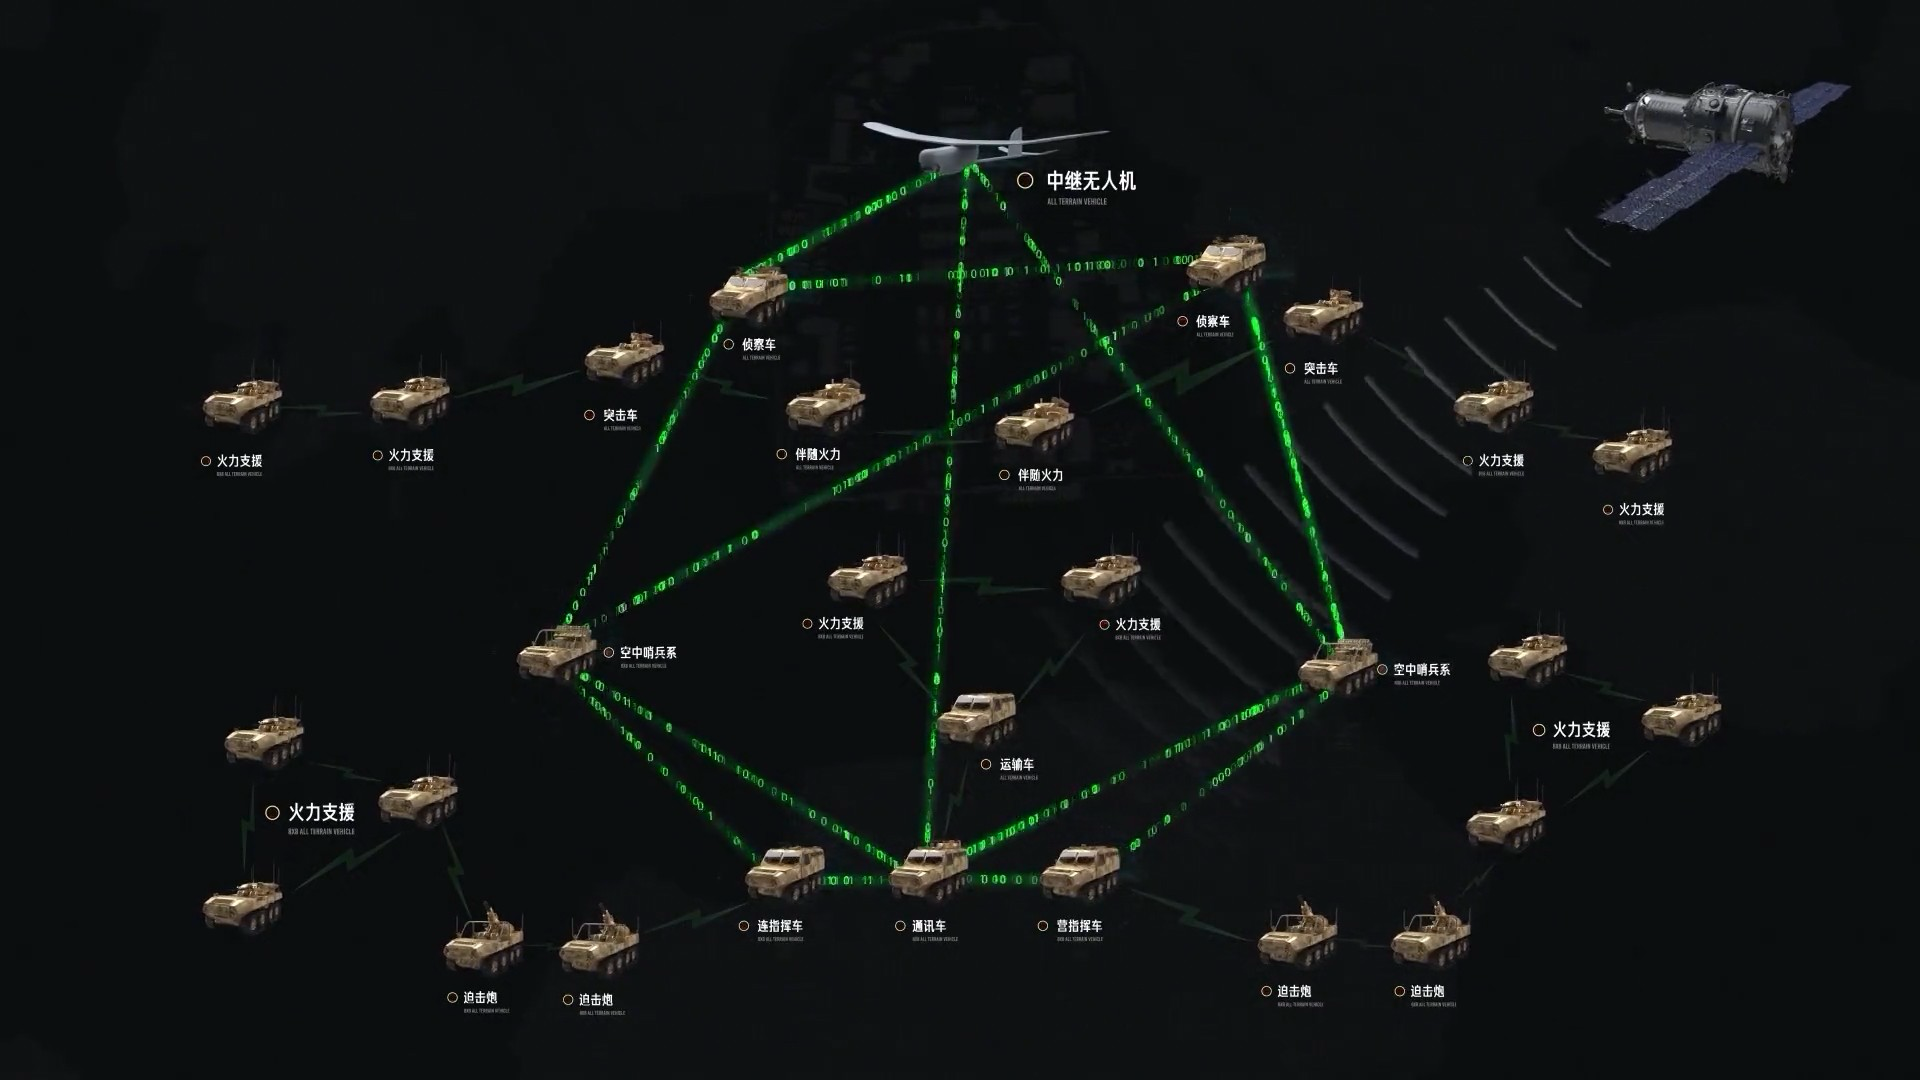 中继无人机
ALL TERRAIN VEHICLE
侦察车
ALL TERRAIN VEHICLE
侦察车
ALL TERRAIN VEHICLE
突击车
ALL TERRAIN VEHICLE
突击车
ALL TERRAIN VEHICLE
火力支援
8X8 ALL TERRAIN VEHICLE
火力支援
8X8 ALL TERRAIN VEHICLE
伴随火力
ALL TERRAIN VEHICLE
伴随火力
ALL TERRAIN VEHICLE
火力支援
8X8 ALL TERRAIN VEHICLE
火力支援
8X8 ALL TERRAIN VEHICLE
火力支援
8X8 ALL TERRAIN VEHICLE
火力支援
8X8 ALL TERRAIN VEHICLE
空中哨兵系
8X8 ALL TERRAIN VEHICLE
空中哨兵系
8X8 ALL TERRAIN VEHICLE
火力支援
8X8 ALL TERRAIN VEHICLE
运输车
ALL TERRAIN VEHICLE
火力支援
8X8 ALL TERRAIN VEHICLE
连指挥车
8X8 ALL TERRAIN VEHICLE
通讯车
8X8 ALL TERRAIN VEHICLE
营指挥车
8X8 ALL TERRAIN VEHICLE
迫击炮
8X8 ALL TERRAIN VEHICLE
迫击炮
8X8 ALL TERRAIN VEHICLE
迫击炮
8X8 ALL TERRAIN VEHICLE
迫击炮
8X8 ALL TERRAIN VEHICLE